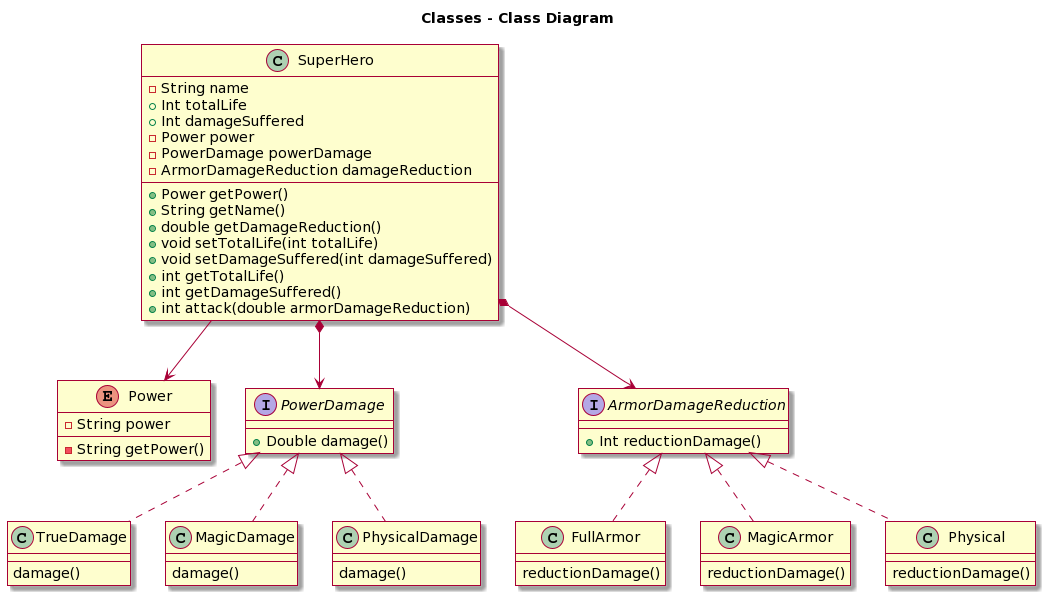 Classes - Class Diagram
C SuperHero
String name
Int totalLife
Int damageSuffered
Power power
PowerDamage powerDamage
ArmorDamageReduction damageReduction
Power getPower()
String getName()
double getDamageReduction()
void setTotalLife(int totalLife)
void setDamageSuffered(int damageSuffered)
int getTotalLife()
int getDamageSuffered()
int attack(double armorDamageReduction)
E Power
String power
String getPower()
I PowerDamage
Double damage()
I ArmorDamageReduction
Int reductionDamage()
C TrueDamage
damage()
C MagicDamage
damage()
C PhysicalDamage
damage()
C FullArmor
reductionDamage()
C MagicArmor
reductionDamage()
C Physical
reductionDamage()